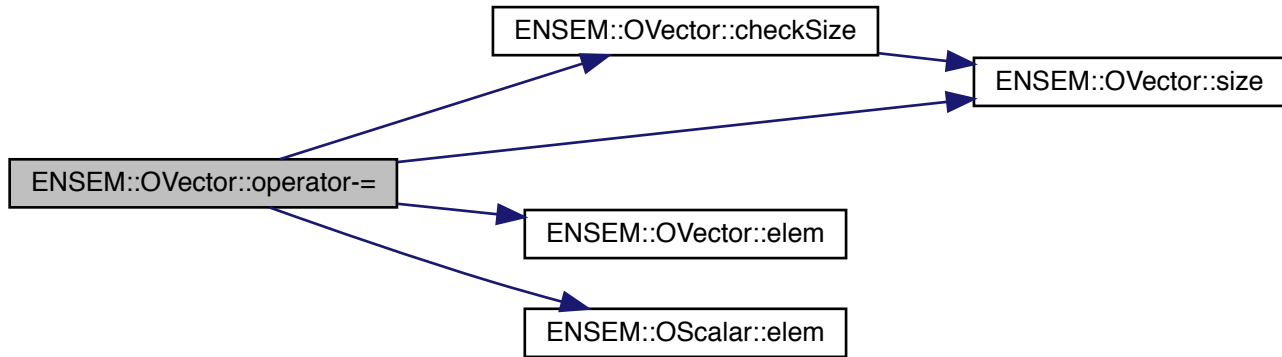 ENSEM::OVector::checkSize
ENSEM::OVector::size
ENSEM::OVector::operator-=
ENSEM::OVector::elem
ENSEM::OScalar::elem